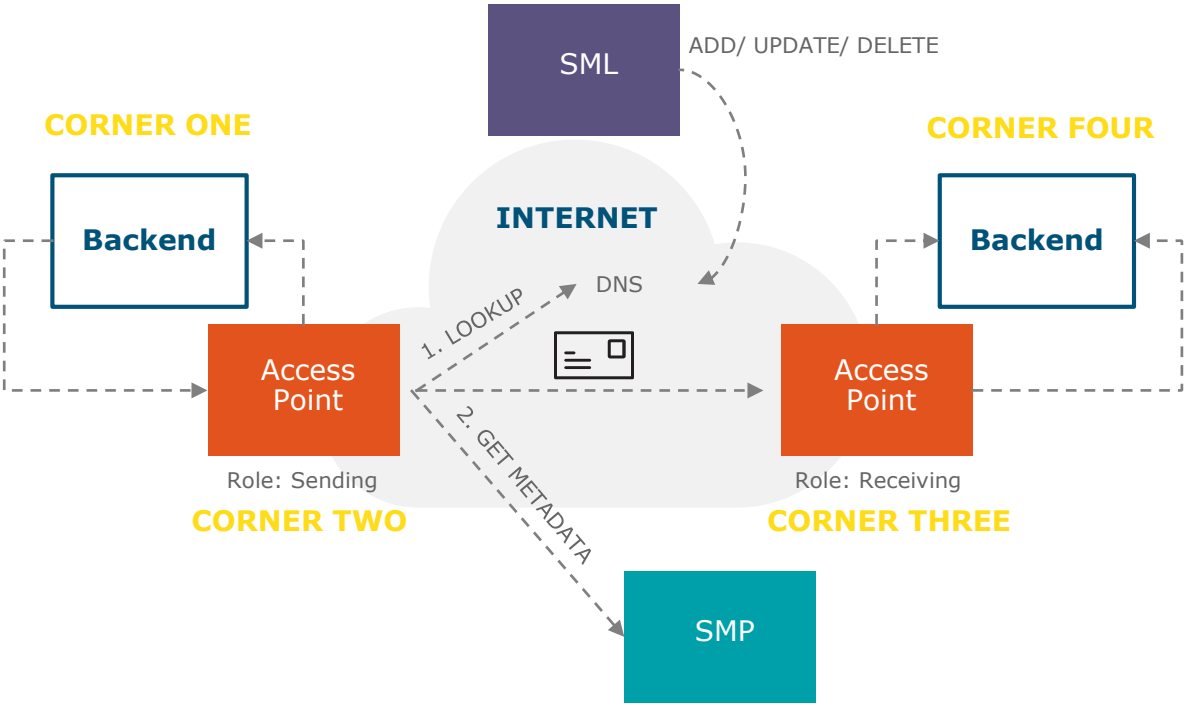 SML
ADD/ UPDATE/ DELETE
CORNER ONE
CORNER FOUR
Backend
INTERNET
Backend
DNS
1. LOOKUP
Access
Point
Access
Point
2. GET METADATA
Role: Sending
Role: Receiving
CORNER TWO
CORNER THREE
SMP